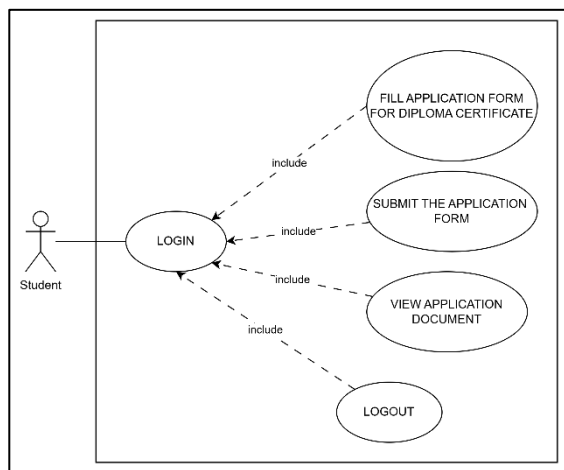 FILL APPLICATION FORM
FOR DIPLOMA CERTIFICATE
include
SUBMIT THE APPLICATION
FORM
include
LOGIN
Student
include
VIEW APPLICATION
DOCUMENT
include
LOGOUT